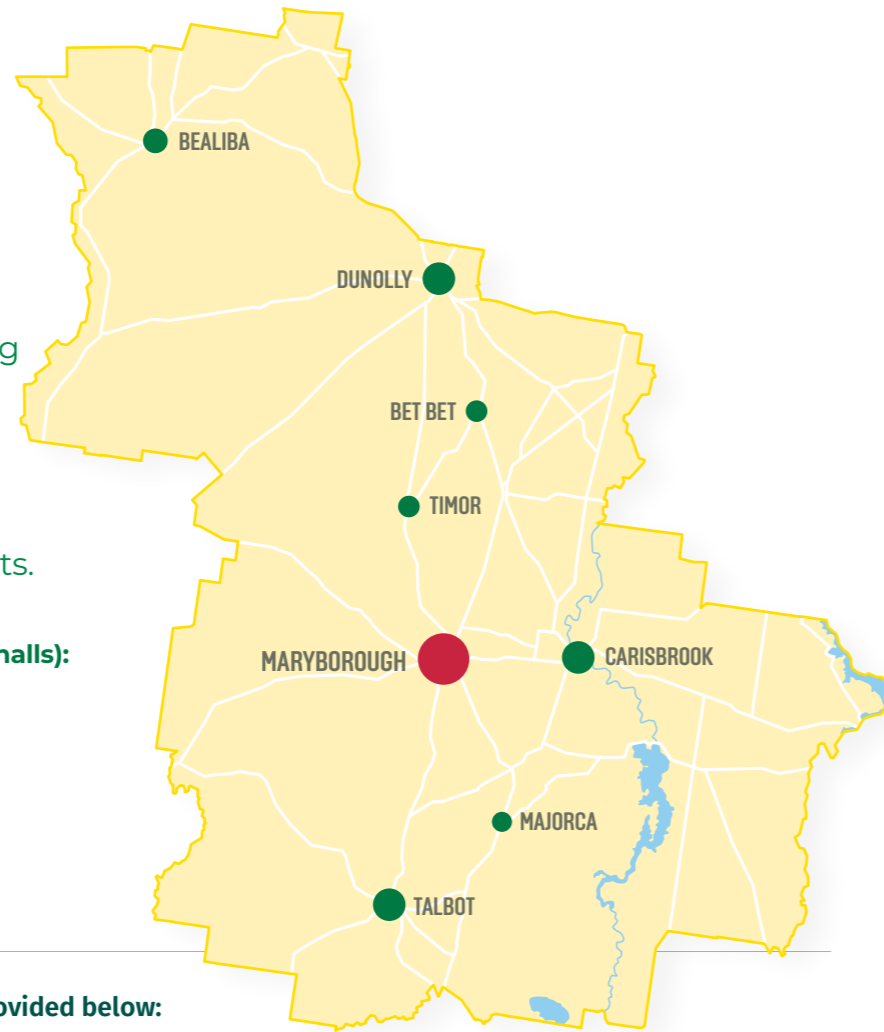 BEALIBA
DUNOLLY
g
BET BET
TIMOR
ts.
halls):
MARYBOROUGH
CARISBROOK
MAJORCA
TALBOT
ovided below: